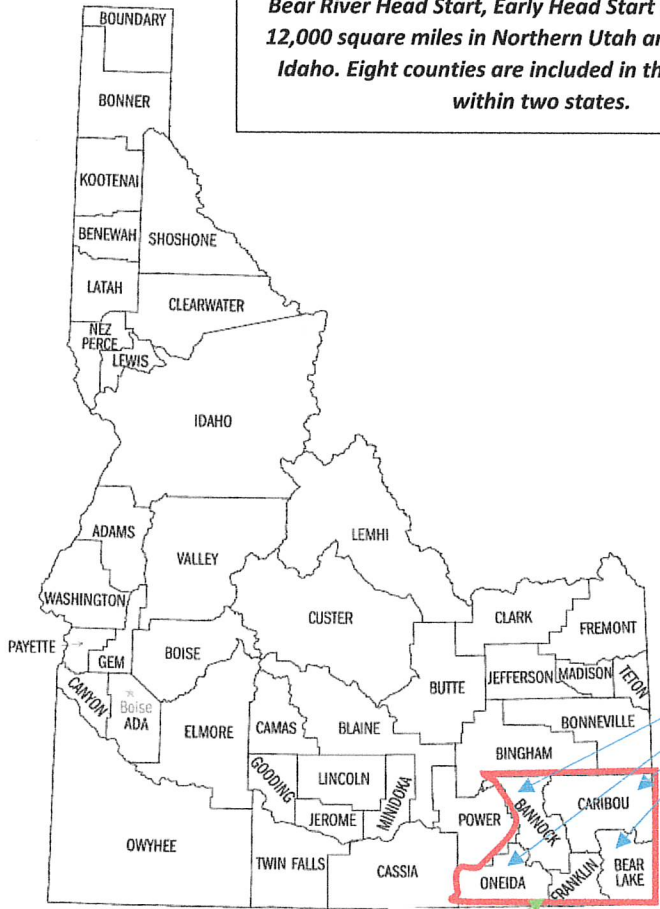 Bear River Head Start, Early Head Start
12,000 square miles in Northern Utah
Idaho. Eight counties are included in
within two states.
BOUNDARY
BONNER
KOOTENAI
BENEWAH
SHOSHONE
LATAH
CLEARWATER
NEZ
PERCE
LEWIS
IDAHO
ADAMS
LEMHI
VALLEY
WASHINGTON
CUSTER
CLARK
FREMONT
PAYETTE
GEM
BOISE
JEFFERSON
MADISON
TETON
BUTTE
CANYON
Boise
ADA
ELMORE
CAMAS
BLAINE
BONNEVILLE
BINGHAM
GOODING
LINCOLN
MINIDOKA
CARIBOU
JEROME
POWER
BANNOCK
OWYHEE
TWIN FALLS
CASSIA
ONEIDA
FRANKLIN
BEAR
LAKE